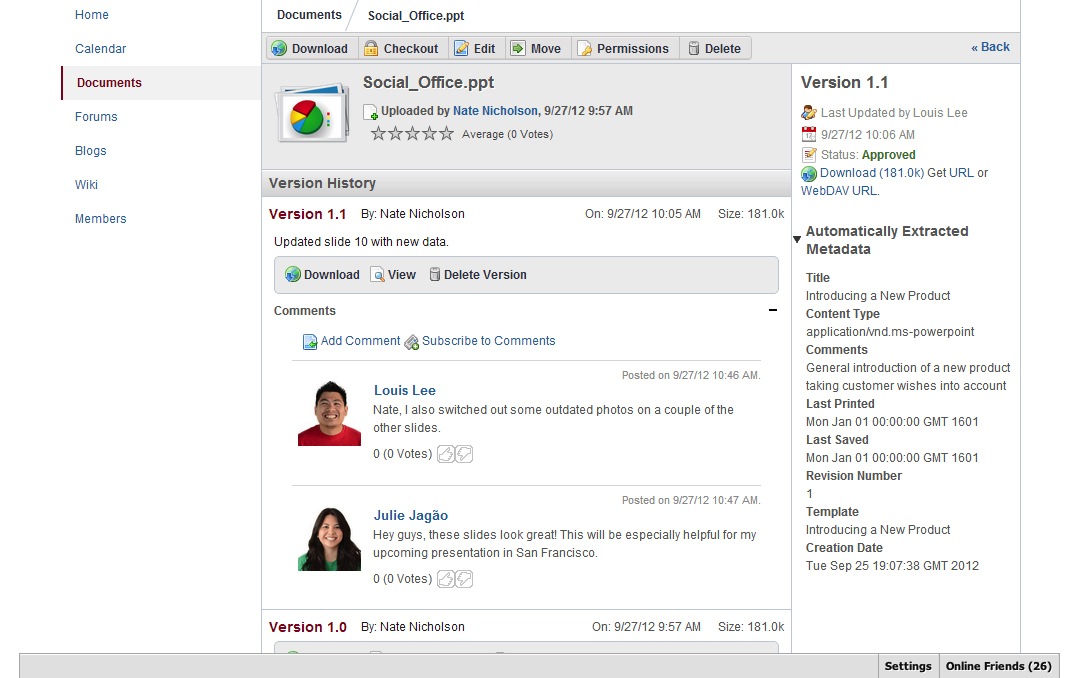 Home
Calendar
Documents
Forums
Blogs
Wiki
Members
Documents Social_Office.ppt
Download Checkout Edit Move Permissions Delete « Back
Social_Office.ppt
Uploaded by Nate Nicholson, 9/27/12 9:57 AM
Average (0 Votes)
Version History
Version 1.1 By: Nate Nicholson On: 9/27/12 10:05 AM Size: 181.0k
Updated slide 10 with new data.
Download View Delete Version
Comments
Add Comment Subscribe to Comments
Posted on 9/27/12 10:46 AM.
Louis Lee
Nate, I also switched out some outdated photos on a couple of the
other slides.
0 (0 Votes)
Posted on 9/27/12 10:47 AM.
Julie Jagão
Hey guys, these slides look great! This will be especially helpful for my
upcoming presentation in San Francisco.
0 (0 Votes)
Version 1.0 By: Nate Nicholson On: 9/27/12 9:57 AM Size: 181.0k
Version 1.1
Last Updated by Louis Lee
9/27/12 10:06 AM
Status: Approved
Download (181.0k) Get URL or
WebDAV URL.
Automatically Extracted
Metadata
Title
Introducing a New Product
Content Type
application/vnd.ms-powerpoint
Comments
General introduction of a new product
taking customer wishes into account
Last Printed
Mon Jan 01 00:00:00 GMT 1601
Last Saved
Mon Jan 01 00:00:00 GMT 1601
Revision Number
1
Template
Introducing a New Product
Creation Date
Tue Sep 25 19:07:38 GMT 2012
Settings Online Friends (26)